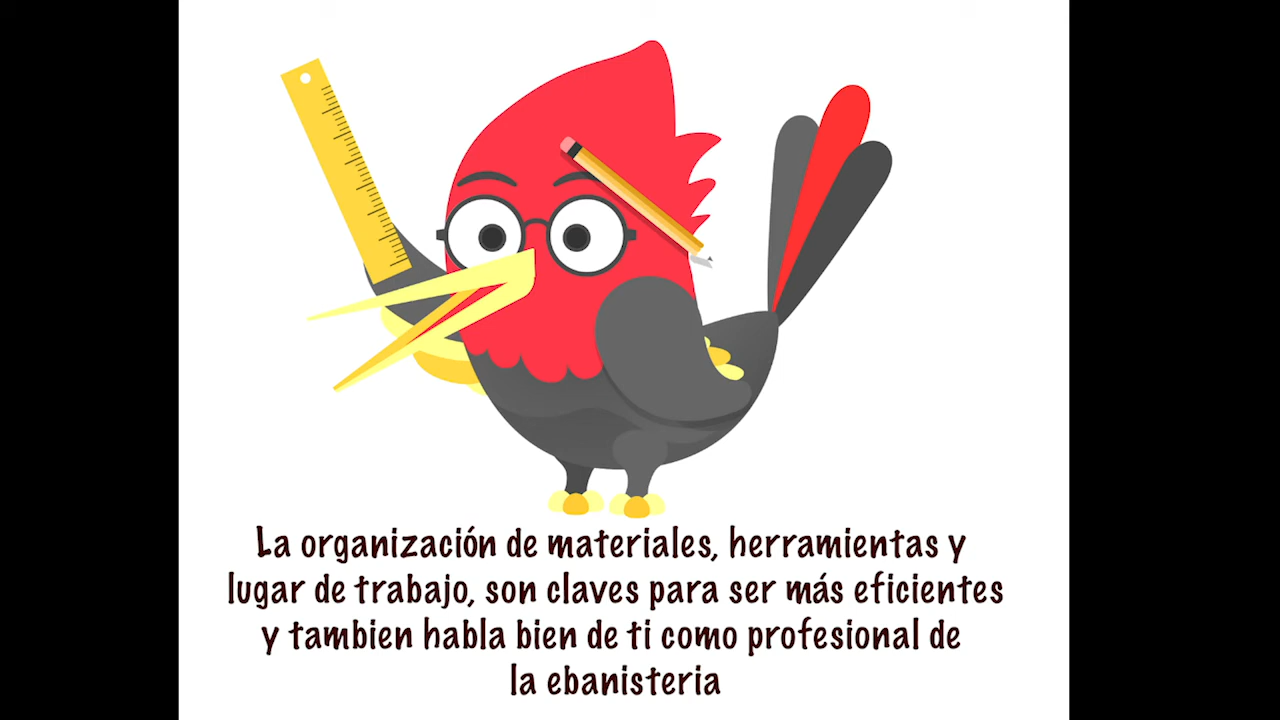 La organización de materiales, herramientas y
lugar de trabajo, son claves para ser más eficientes
y tambien habla bien de ti como profesional de
la ebanisteria